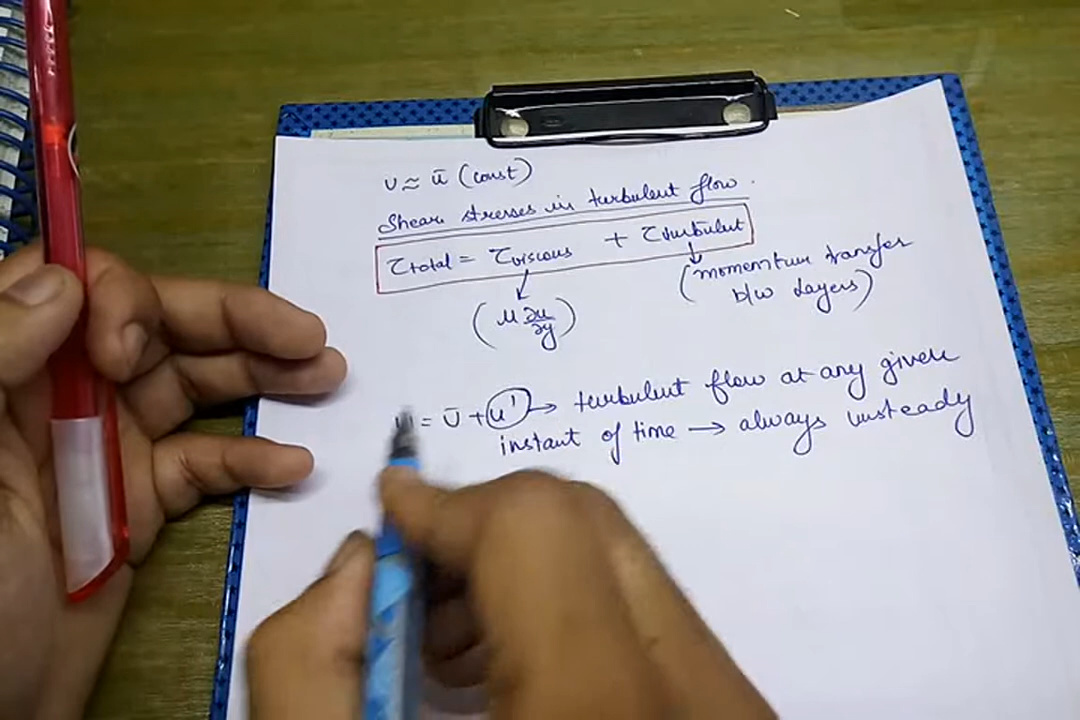 u ≈ ū (const)
Shear stresses in turbulent flow.
τtotal = τviscous + τturbulent
(μ ∂u/∂y)
(momentum transfer
b/w layers)
= ū + u' → turbulent flow at any given
instant of time → always unsteady